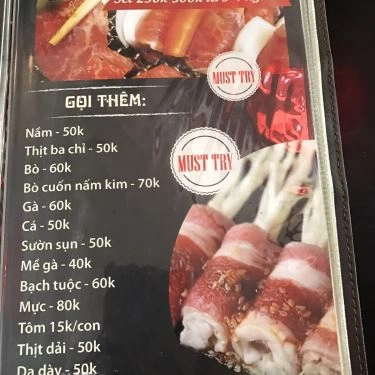 MUST TRY
GỌI THÊM:
Nầm - 50k
Thịt ba chỉ - 50k
Bò - 60k
Bò cuốn nấm kim - 70k
Gà - 60k
Cá - 50k
Sườn sụn - 50k
Mề gà - 40k
Bạch tuộc - 60k
Mực - 80k
Tôm 15k/con
Thịt dải - 50k
Dạ dày - 50k
MUST TRY